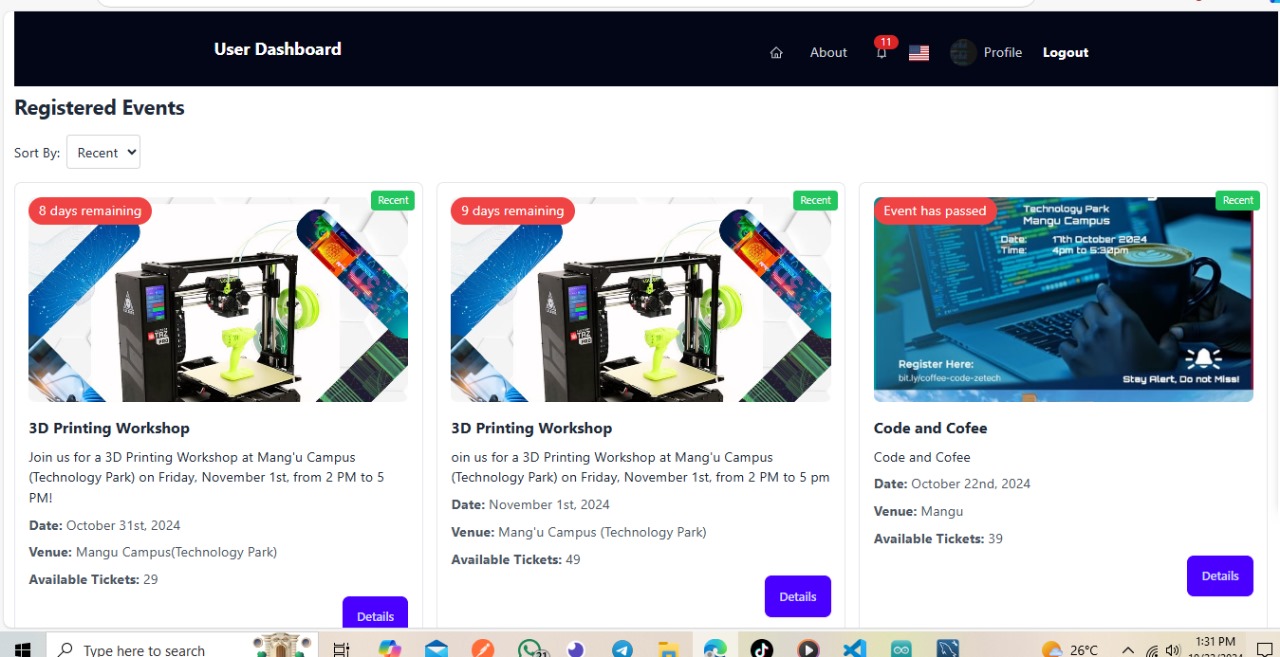 User Dashboard
About
11
Profile
Logout
Registered Events
Sort By:
Recent
8 days remaining
Recent
3D Printing Workshop
Join us for a 3D Printing Workshop at Mang'u Campus
(Technology Park) on Friday, November 1st, from 2 PM to 5
PM!
Date: October 31st, 2024
Venue: Mangu Campus(Technology Park)
Available Tickets: 29
Details
9 days remaining
Recent
3D Printing Workshop
oin us for a 3D Printing Workshop at Mang'u Campus
(Technology Park) on Friday, November 1st, from 2 PM to 5 pm
Date: November 1st, 2024
Venue: Mang'u Campus (Technology Park)
Available Tickets: 49
Details
Event has passed
Recent
Technology Park
Mangu Campus
Date: 17th October 2024
Time: 4pm to 5:30pm
Register Here:
bit.ly/coffee-code-zetech
Stay Alert, Do not Miss!
Code and Cofee
Code and Cofee
Date: October 22nd, 2024
Venue: Mangu
Available Tickets: 39
Details
Type here to search
26°C
1:31 PM